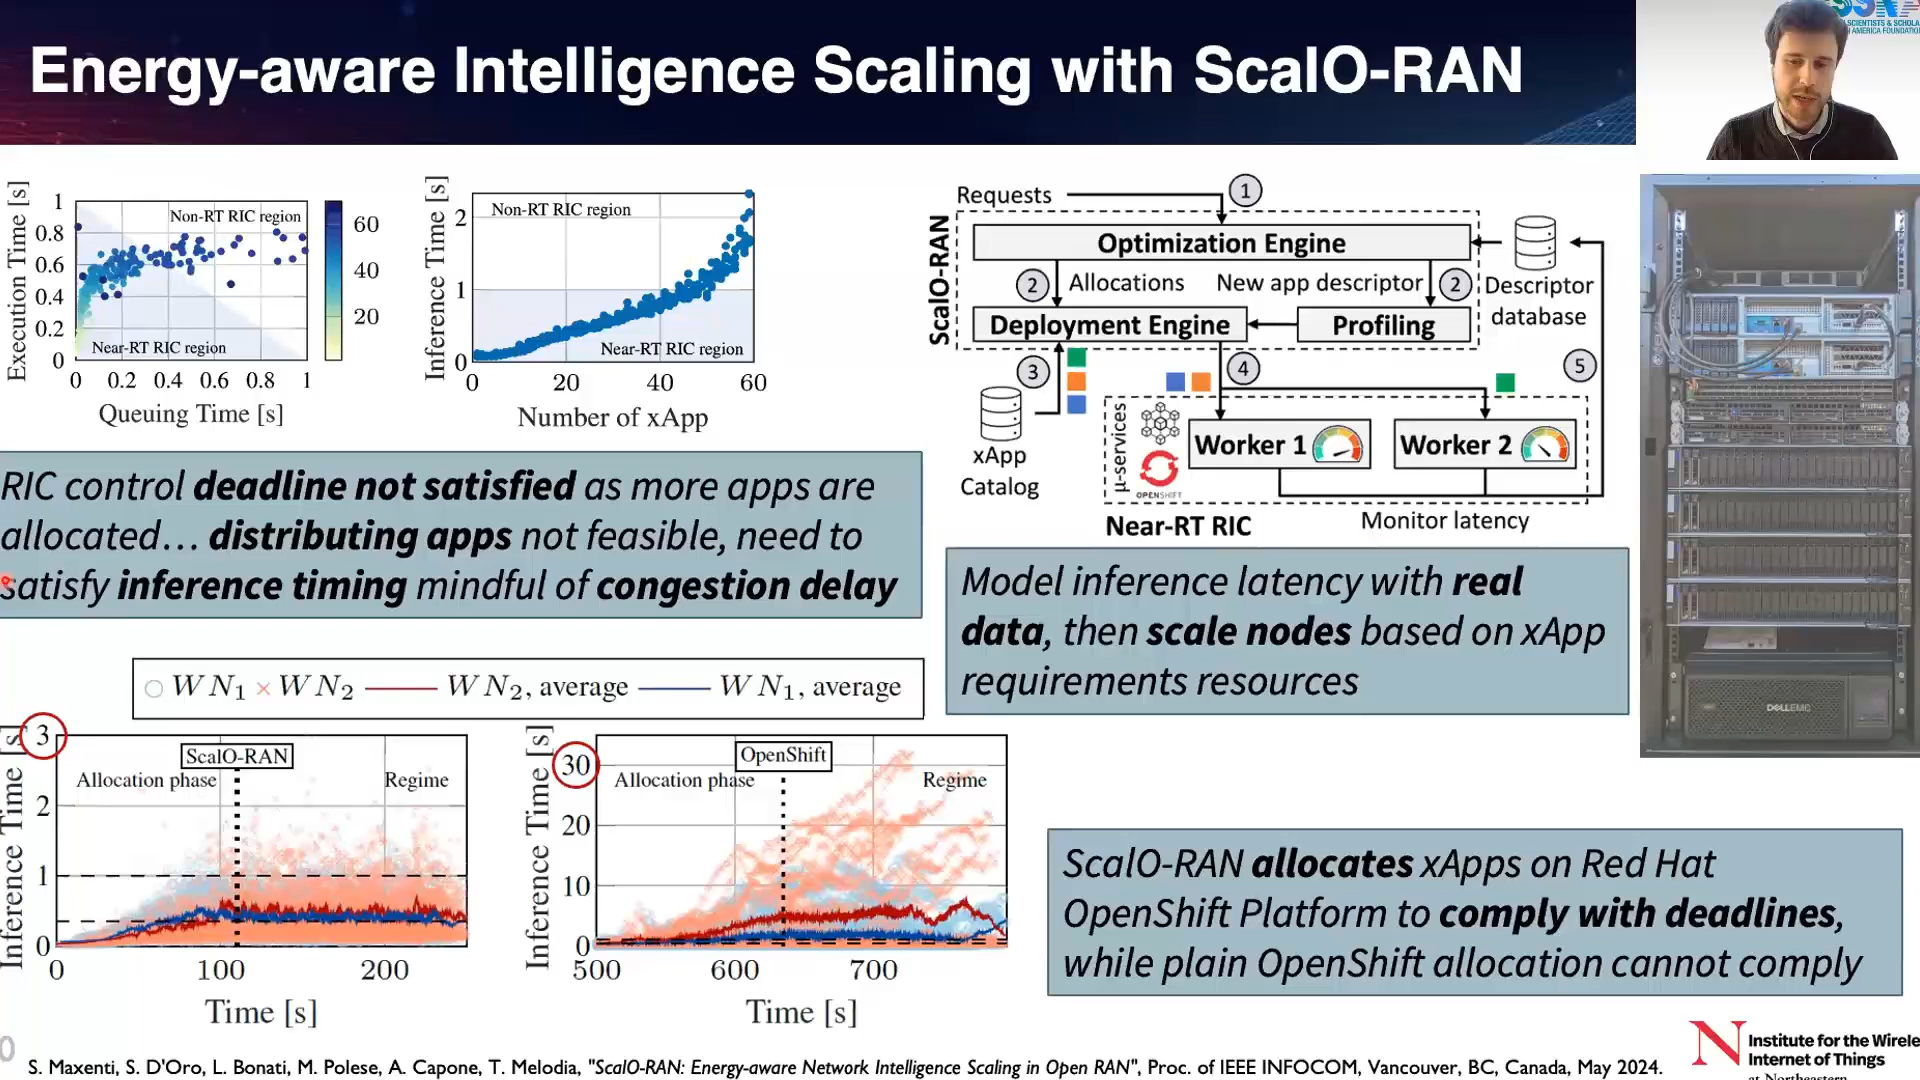 Energy-aware Intelligence Scaling with ScalO-RAN
SCIENTISTS & SCHOLA
AMERICA FOUNDATION
Execution Time [s]
1
0.8
0.6
0.4
0.2
0
Non-RT RIC region
Near-RT RIC region
0 0.2 0.4 0.6 0.8 1
Queuing Time [s]
60
40
20
Inference Time [s]
2
1
0
Non-RT RIC region
Near-RT RIC region
0 20 40 60
Number of xApp
Requests
1
ScalO-RAN
Optimization Engine
2 Allocations
New app descriptor 2
Descriptor
database
Deployment Engine
Profiling
3
4
5
xApp
Catalog
μ-services
OPENSHIFT
Worker 1
Worker 2
Near-RT RIC
Monitor latency
RIC control deadline not satisfied as more apps are
allocated… distributing apps not feasible, need to
satisfy inference timing mindful of congestion delay
Model inference latency with real
data, then scale nodes based on xApp
requirements resources
DELLEMC
WN1 WN2 WN2, average WN1, average
Inference Time [s]
3
2
1
0
ScalO-RAN
Allocation phase
Regime
0 100 200
Time [s]
Inference Time [s]
30
20
10
0
OpenShift
Allocation phase
Regime
500 600 700
Time [s]
ScalO-RAN allocates xApps on Red Hat
OpenShift Platform to comply with deadlines,
while plain OpenShift allocation cannot comply
S. Maxenti, S. D'Oro, L. Bonati, M. Polese, A. Capone, T. Melodia, "ScalO-RAN: Energy-aware Network Intelligence Scaling in Open RAN", Proc. of IEEE INFOCOM, Vancouver, BC, Canada, May 2024.
N
Institute for the Wirele
Internet of Things
at Northeastern